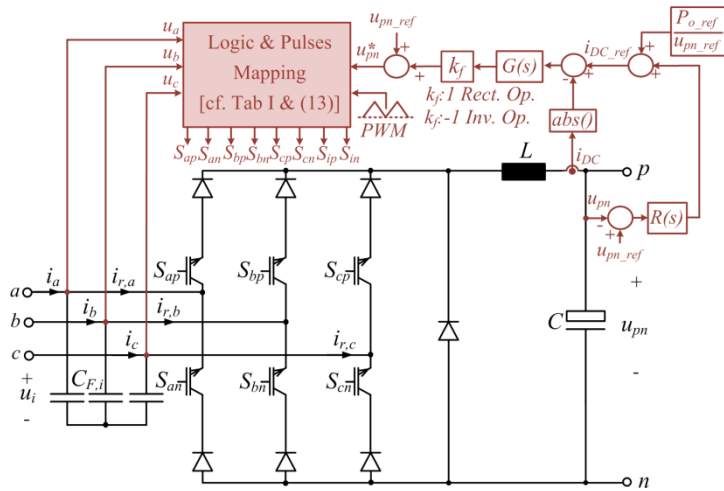 u_a
u_b
u_c
Logic & Pulses
Mapping
[cf. Tab I & (13)]
u*_pn
u_pn_ref
+
+
k_f
G(s)
k_f:1 Rect. Op.
k_f:-1 Inv. Op.
i_DC_ref
-
+
+
+
P_o_ref
u_pn_ref
abs()
PWM
S_ap S_an S_bp S_bn S_cp S_ip S_in
i_DC
L
p
u_pn
-
+
R(s)
u_pn_ref
S_ap
S_bp
S_cp
a
i_a
i_r,a
b
i_b
i_r,b
c
i_c
i_r,c
+
u_i
-
C_F,i
S_an
S_bn
S_cn
C
+
u_pn
-
n